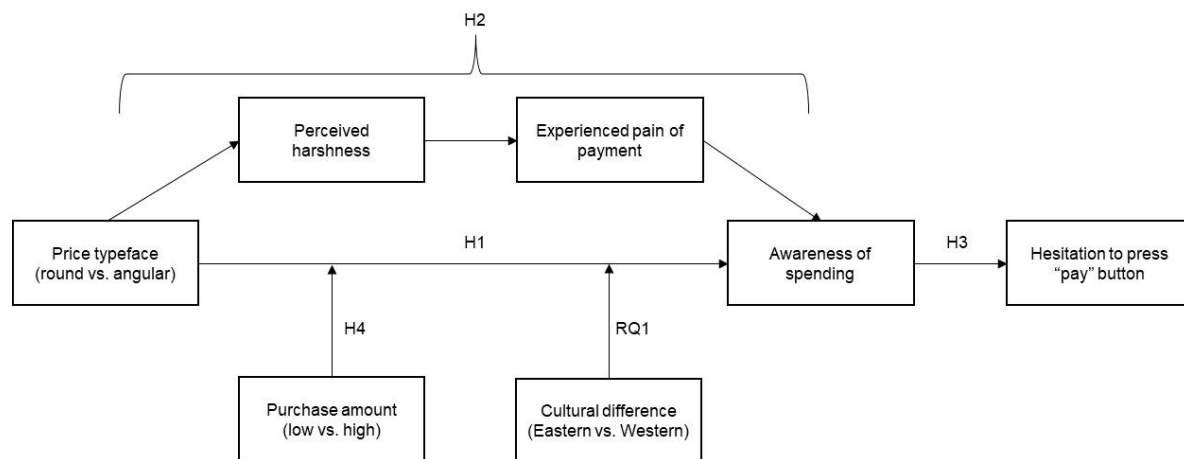 H2
Perceived
harshness
Experienced pain of
payment
Price typeface
(round vs. angular)
H1
Awareness of
spending
H3
Hesitation to press
“pay” button
H4
RQ1
Purchase amount
(low vs. high)
Cultural difference
(Eastern vs. Western)